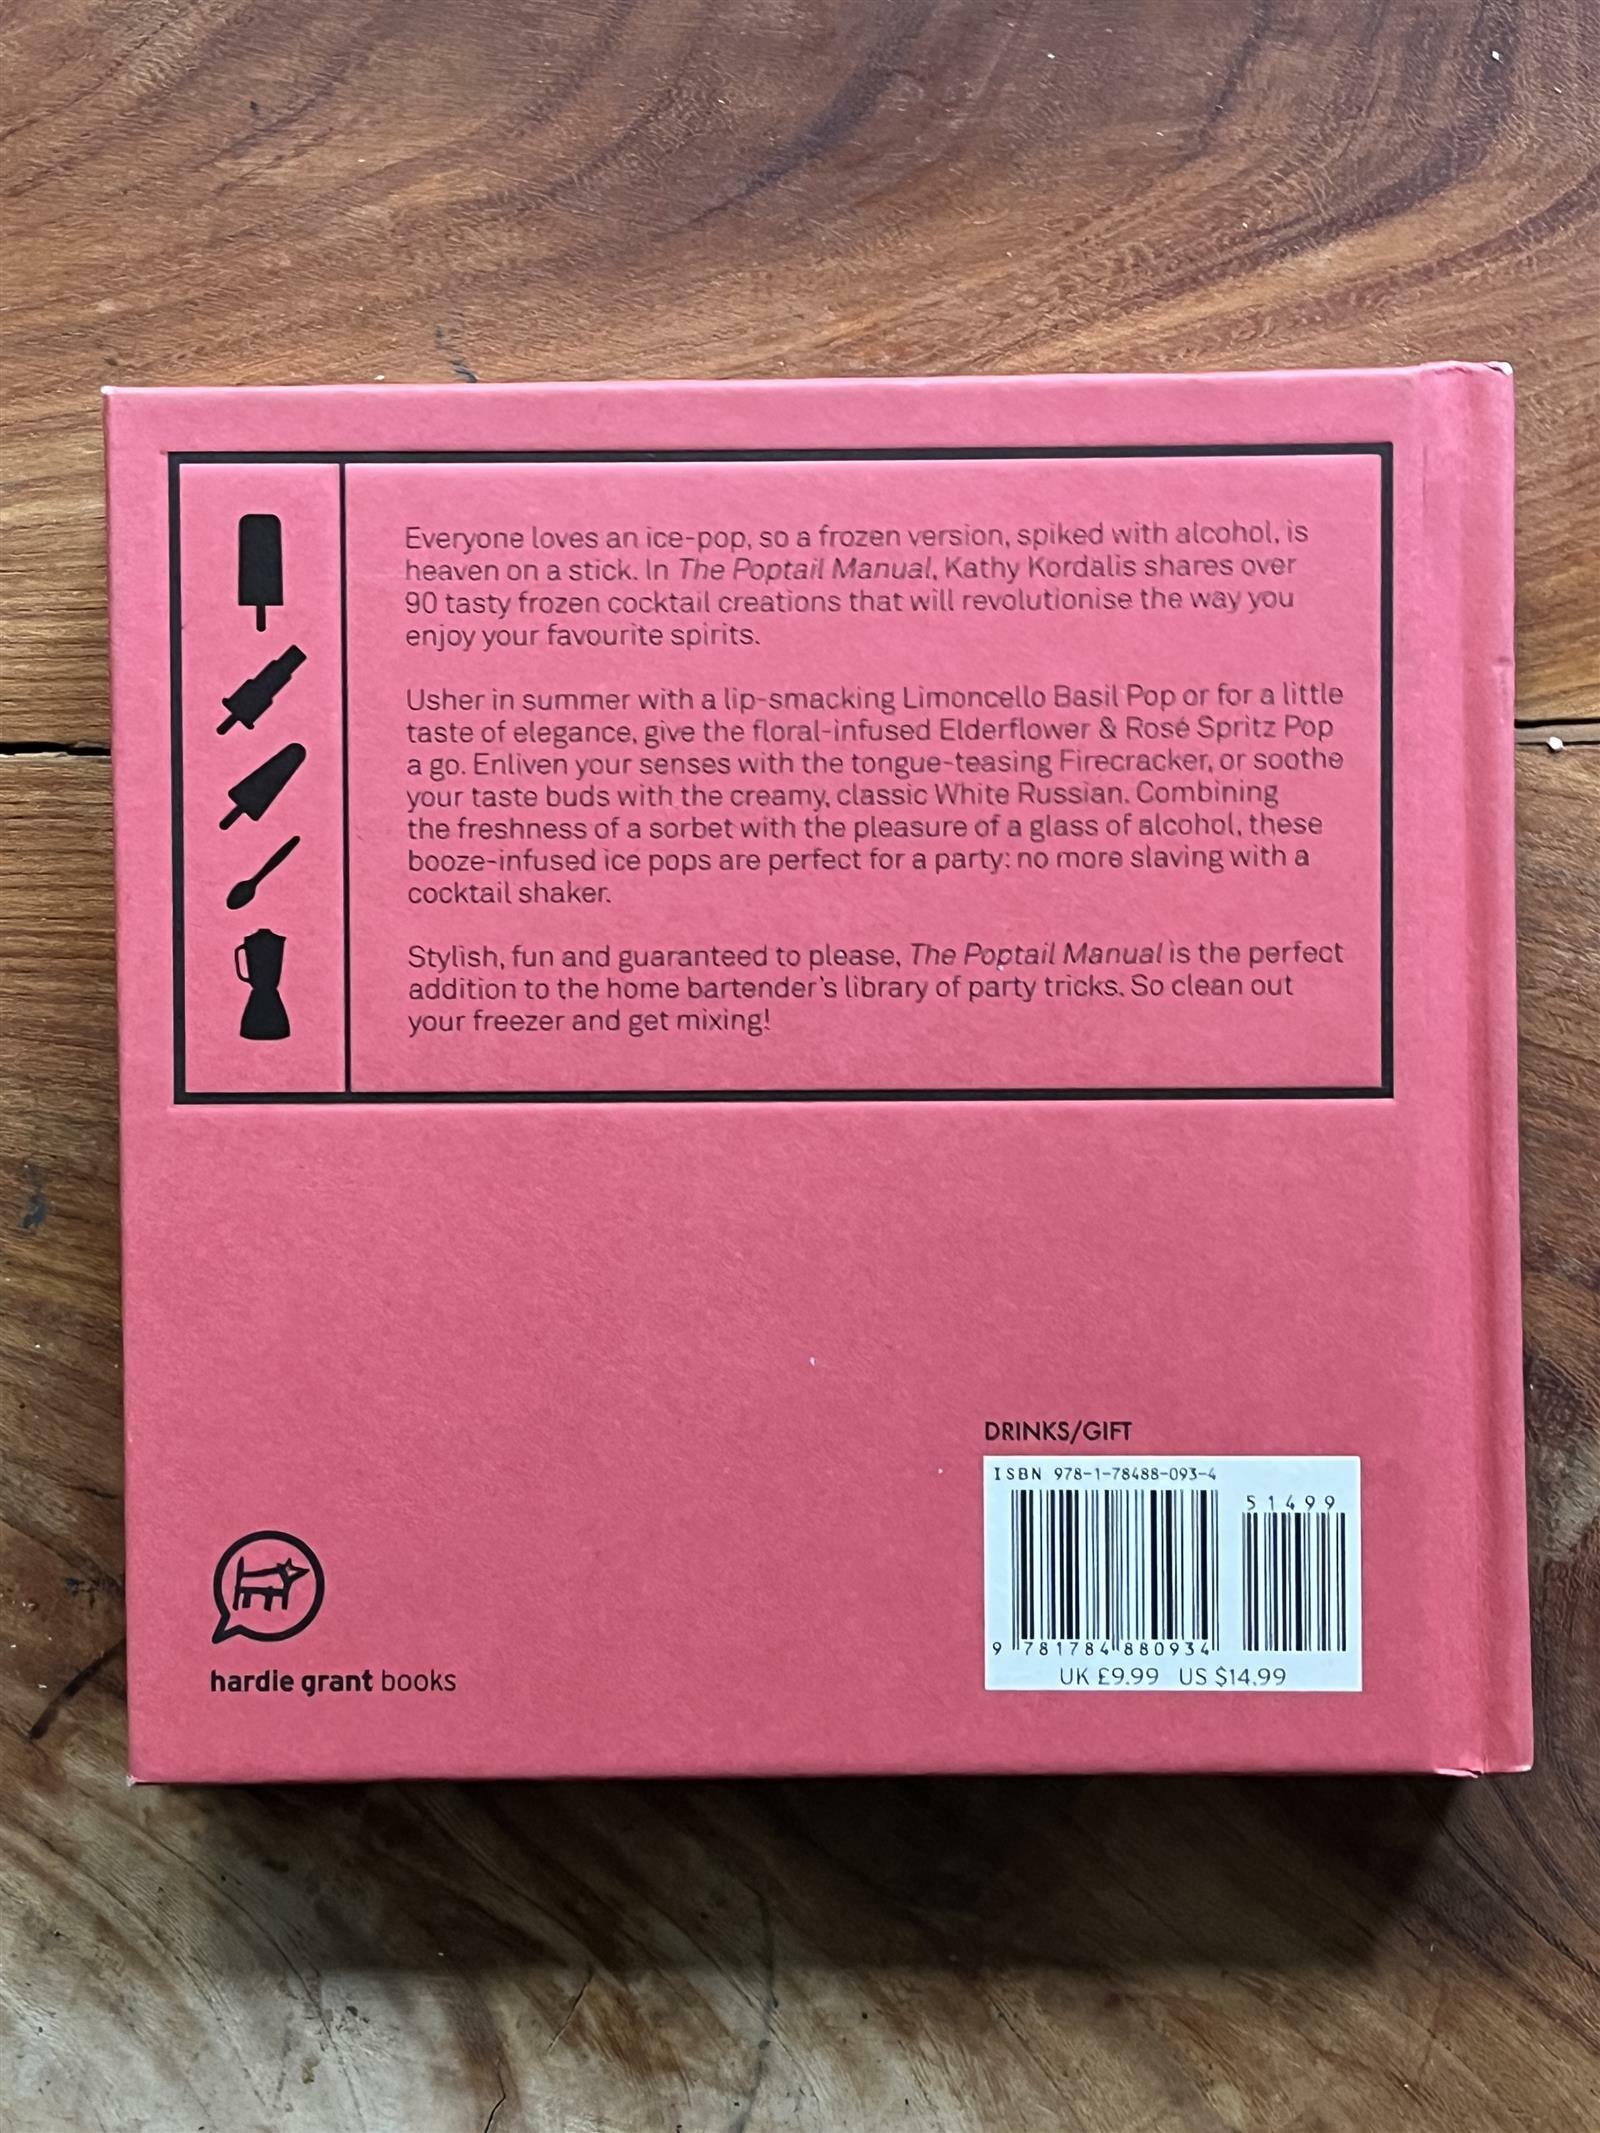 Everyone loves an ice-pop, so a frozen version, spiked with alcohol, is
heaven on a stick. In The Poptail Manual, Kathy Kordalis shares over
90 tasty frozen cocktail creations that will revolutionise the way you
enjoy your favourite spirits.
Usher in summer with a lip-smacking Limoncello Basil Pop or for a little
taste of elegance, give the floral-infused Elderflower & Rosé Spritz Pop
a go. Enliven your senses with the tongue-teasing Firecracker, or soothe
your taste buds with the creamy, classic White Russian. Combining
the freshness of a sorbet with the pleasure of a glass of alcohol, these
booze-infused ice pops are perfect for a party: no more slaving with a
cocktail shaker.
Stylish, fun and guaranteed to please, The Poptail Manual is the perfect
addition to the home bartender's library of party tricks. So clean out
your freezer and get mixing!
DRINKS/GIFT
ISBN 978-1-78488-093-4
51499
9 781784 880934
UK £9.99 US $14.99
hardie grant books